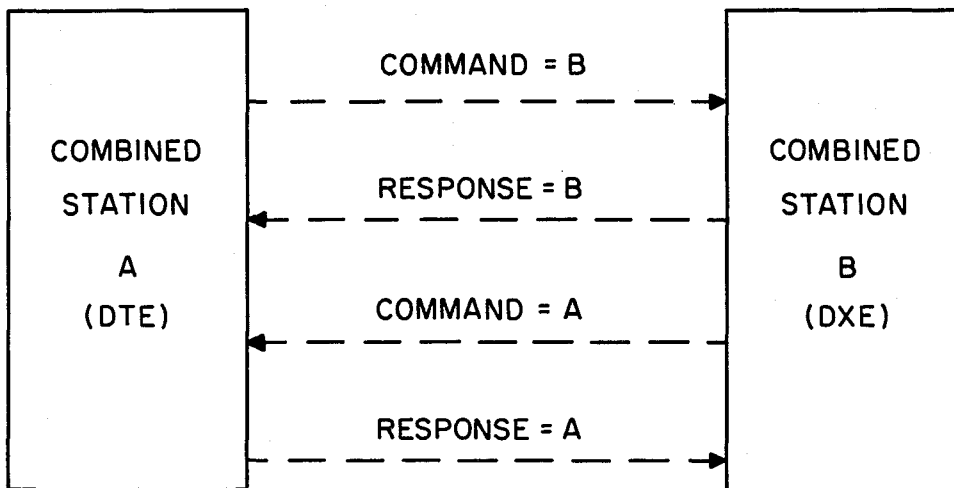 COMBINED
STATION
A
(DTE)
COMMAND = B
RESPONSE = B
COMMAND = A
RESPONSE = A
COMBINED
STATION
B
(DXE)